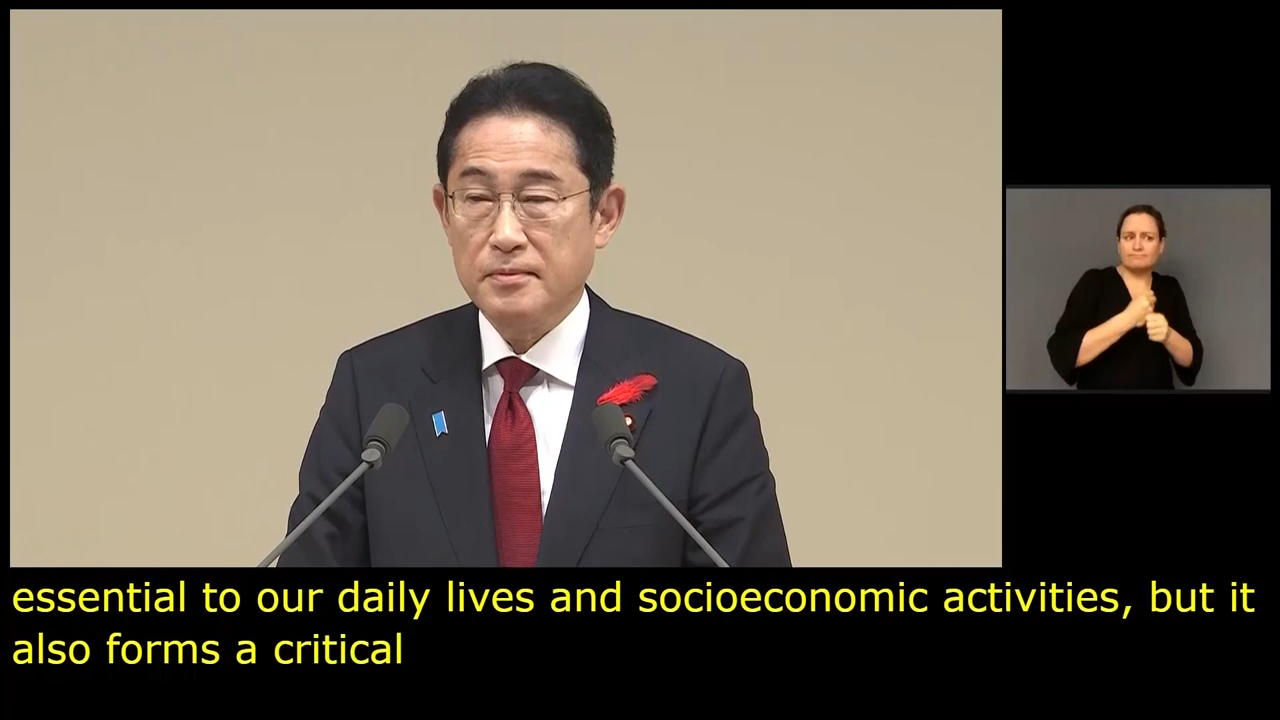 essential to our daily lives and socioeconomic activities, but it
also forms a critical